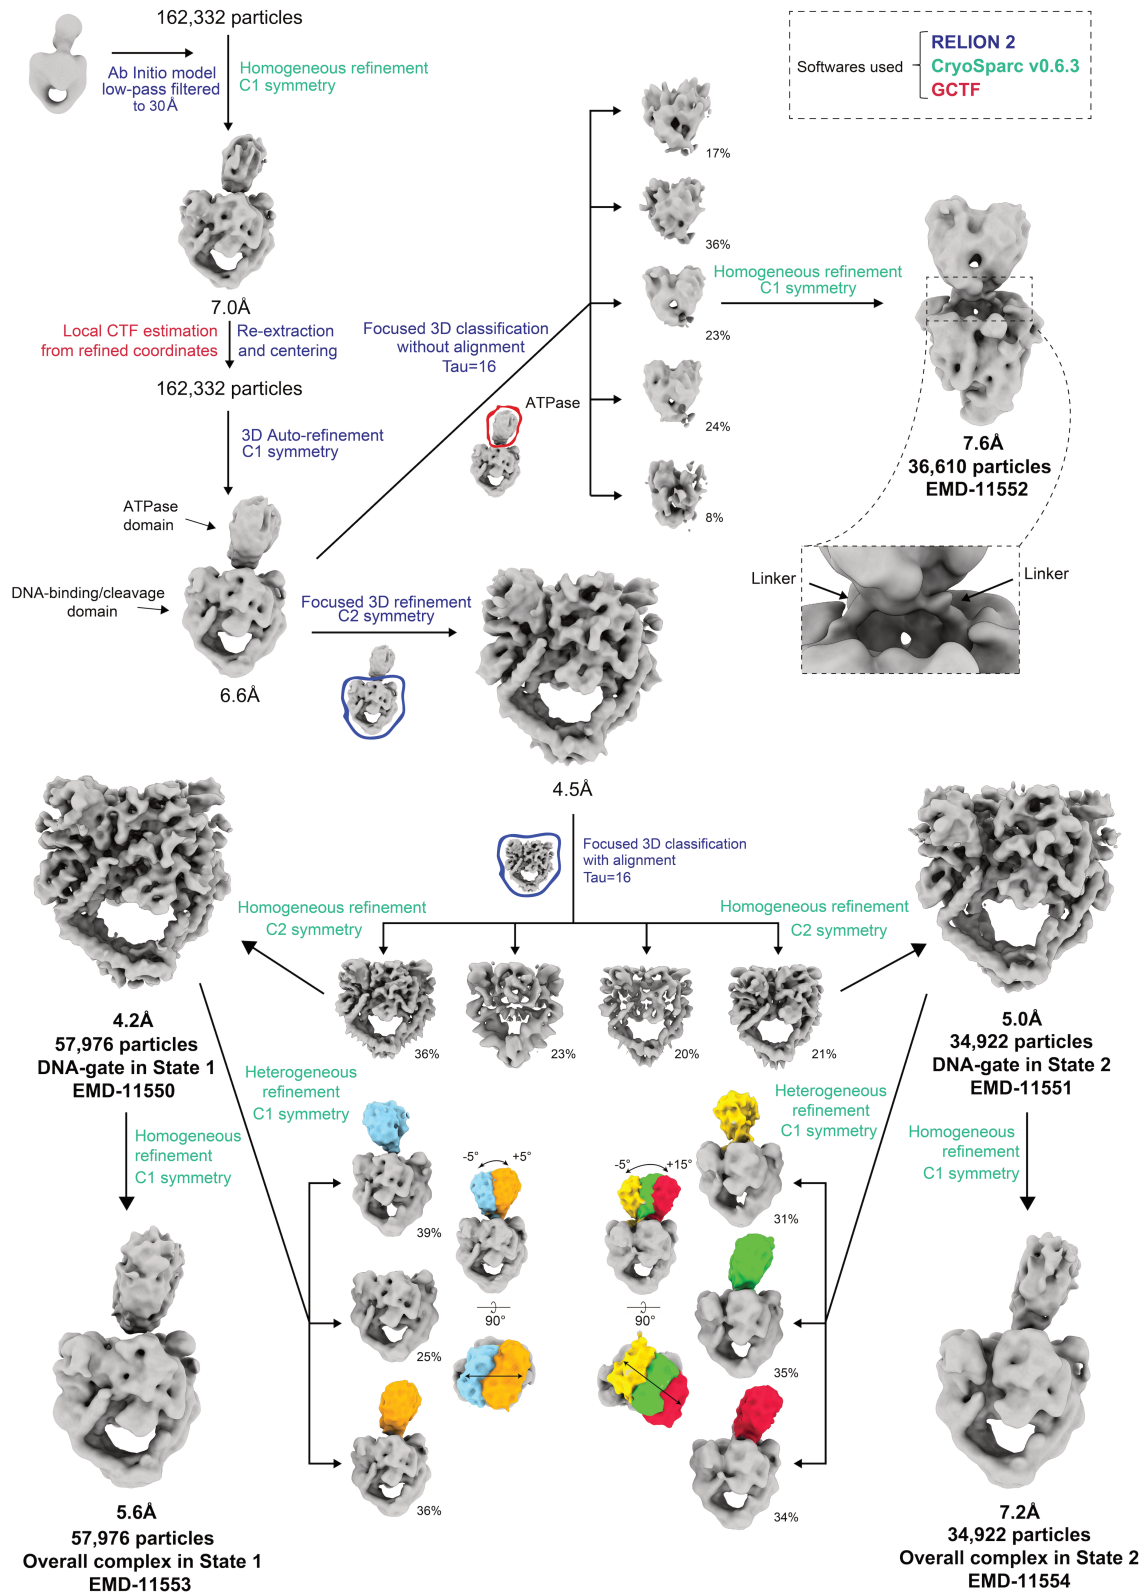 162,332 particles
Ab Initio model
low-pass filtered
to 30Å
Homogeneous refinement
C1 symmetry
Softwares used
RELION 2
CryoSparc v0.6.3
GCTF
7.0Å
Local CTF estimation
from refined coordinates
Re-extraction
and centering
162,332 particles
3D Auto-refinement
C1 symmetry
ATPase
domain
DNA-binding/cleavage
domain
6.6Å
Focused 3D classification
without alignment
Tau=16
ATPase
17%
36%
23%
24%
8%
Homogeneous refinement
C1 symmetry
7.6Å
36,610 particles
EMD-11552
Linker
Linker
Focused 3D refinement
C2 symmetry
4.5Å
Focused 3D classification
with alignment
Tau=16
Homogeneous refinement
C2 symmetry
Homogeneous refinement
C2 symmetry
36%
23%
20%
21%
4.2Å
57,976 particles
DNA-gate in State 1
EMD-11550
5.0Å
34,922 particles
DNA-gate in State 2
EMD-11551
Heterogeneous
refinement
C1 symmetry
Heterogeneous
refinement
C1 symmetry
Homogeneous
refinement
C1 symmetry
Homogeneous
refinement
C1 symmetry
39%
25%
36%
-5°
+5°
90°
-5°
+15°
90°
31%
35%
34%
5.6Å
57,976 particles
Overall complex in State 1
EMD-11553
7.2Å
34,922 particles
Overall complex in State 2
EMD-11554